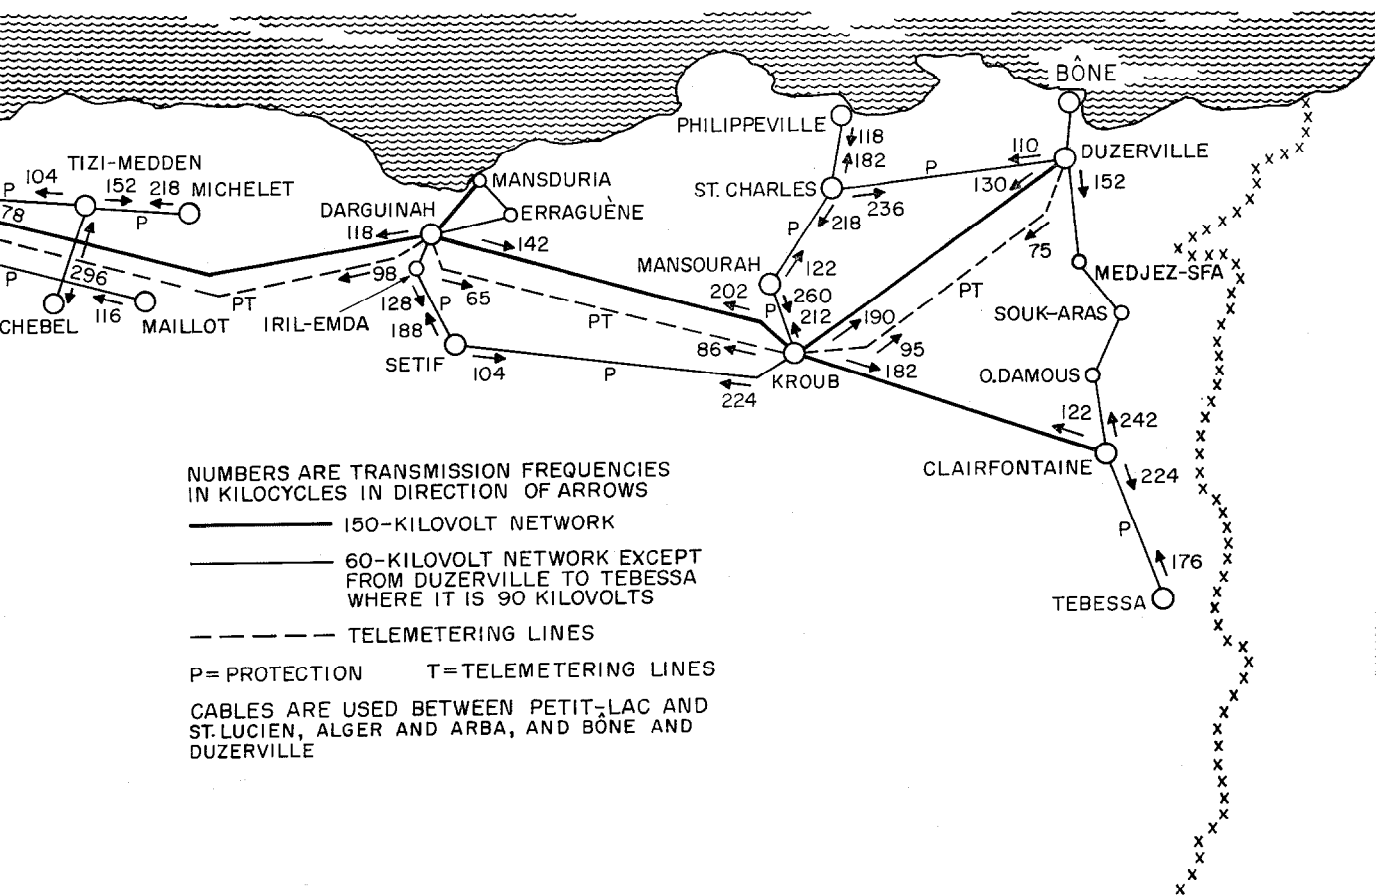 BÔNE
PHILIPPEVILLE
118
182
110
DUZERVILLE
TIZI-MEDDEN
P
104
152
218
MICHELET
MANSDURIA
ST. CHARLES
P
130
152
78
P
DARGUINAH
ERRAGUÈNE
236
118
142
P
218
75
P
296
98
MANSOURAH
122
MEDJEZ-SFA
PT
128
P
65
202
260
PT
CHEBEL
116
MAILLOT
IRIL-EMDA
188
PT
P
212
190
SOUK-ARAS
SETIF
86
95
104
P
KROUB
182
O.DAMOUS
224
122
242
CLAIRFONTAINE
224
P
176
TEBESSA
NUMBERS ARE TRANSMISSION FREQUENCIES
IN KILOCYCLES IN DIRECTION OF ARROWS
150-KILOVOLT NETWORK
60-KILOVOLT NETWORK EXCEPT
FROM DUZERVILLE TO TEBESSA
WHERE IT IS 90 KILOVOLTS
TELEMETERING LINES
P=PROTECTION T=TELEMETERING LINES
CABLES ARE USED BETWEEN PETIT-LAC AND
ST. LUCIEN, ALGER AND ARBA, AND BÔNE AND
DUZERVILLE